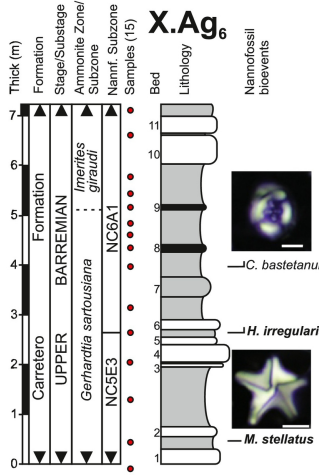 X.Ag6
Thick (m)
Formation
Stage/Substage
Ammonite Zone/
Subzone
Nannf. Subzone
Samples (15)
Bed
Lithology
Nannofossil
bioevents
7
6
5
4
3
2
1
0
Carretero Formation
UPPER BARREMIAN
Imerites
giraudi
Gerhardtia sartousiana
NC6A1
NC5E3
11
10
9
8
7
6
5
4
3
2
1
C. bastetanu
H. irregulari
M. stellatus